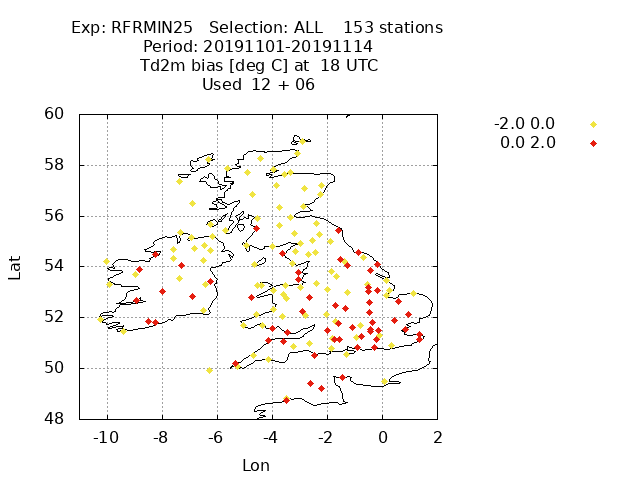 Exp: RFRMIN25 Selection: ALL 153 stations
Period: 20191101-20191114
Td2m bias [deg C] at 18 UTC
Used 12 + 06
-2.0 0.0
0.0 2.0
60
58
56
54
52
50
48
Lat
-10 -8 -6 -4 -2 0 2
Lon